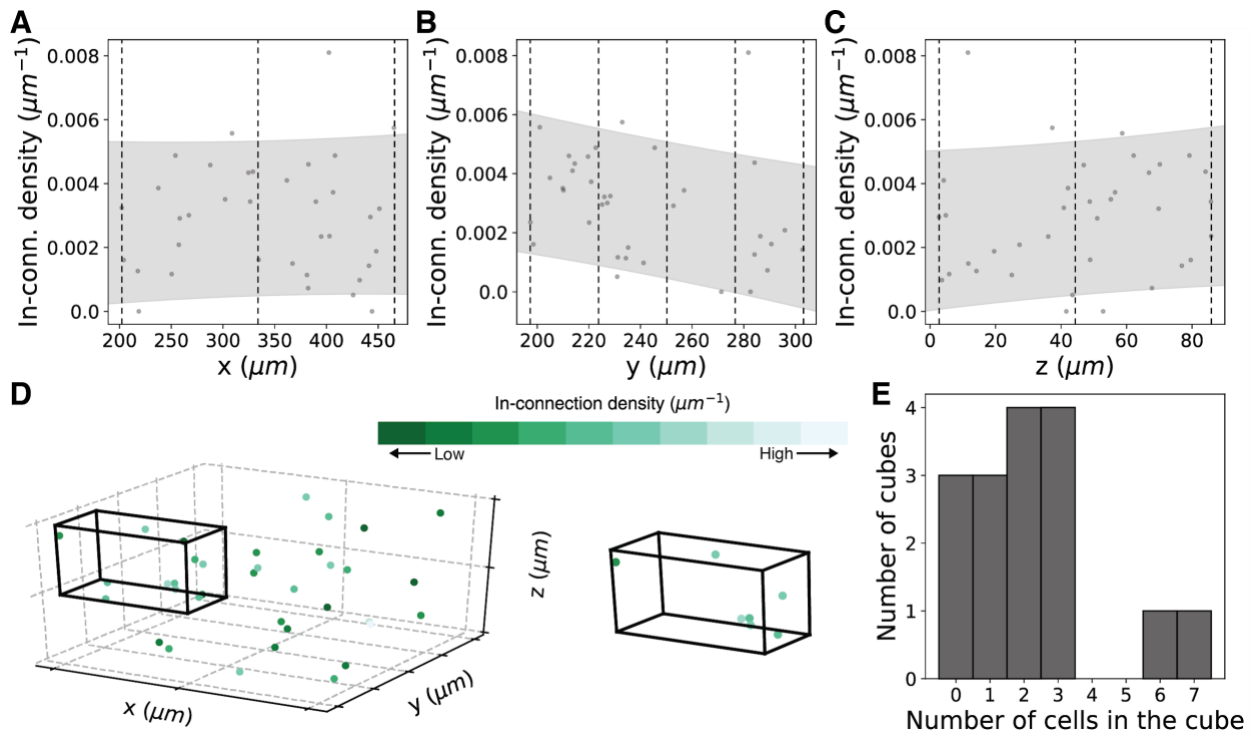 A
In-conn. density (μm⁻¹)
0.008
0.006
0.004
0.002
0.0
200 250 300 350 400 450
x (μm)
B
In-conn. density (μm⁻¹)
0.008
0.006
0.004
0.002
0.0
200 220 240 260 280 300
y (μm)
C
In-conn. density (μm⁻¹)
0.008
0.006
0.004
0.002
0.0
0 20 40 60 80
z (μm)
D
In-connection density (μm⁻¹)
Low
High
x (μm)
y (μm)
z (μm)
E
Number of cubes
4
3
2
1
0
0 1 2 3 4 5 6 7
Number of cells in the cube